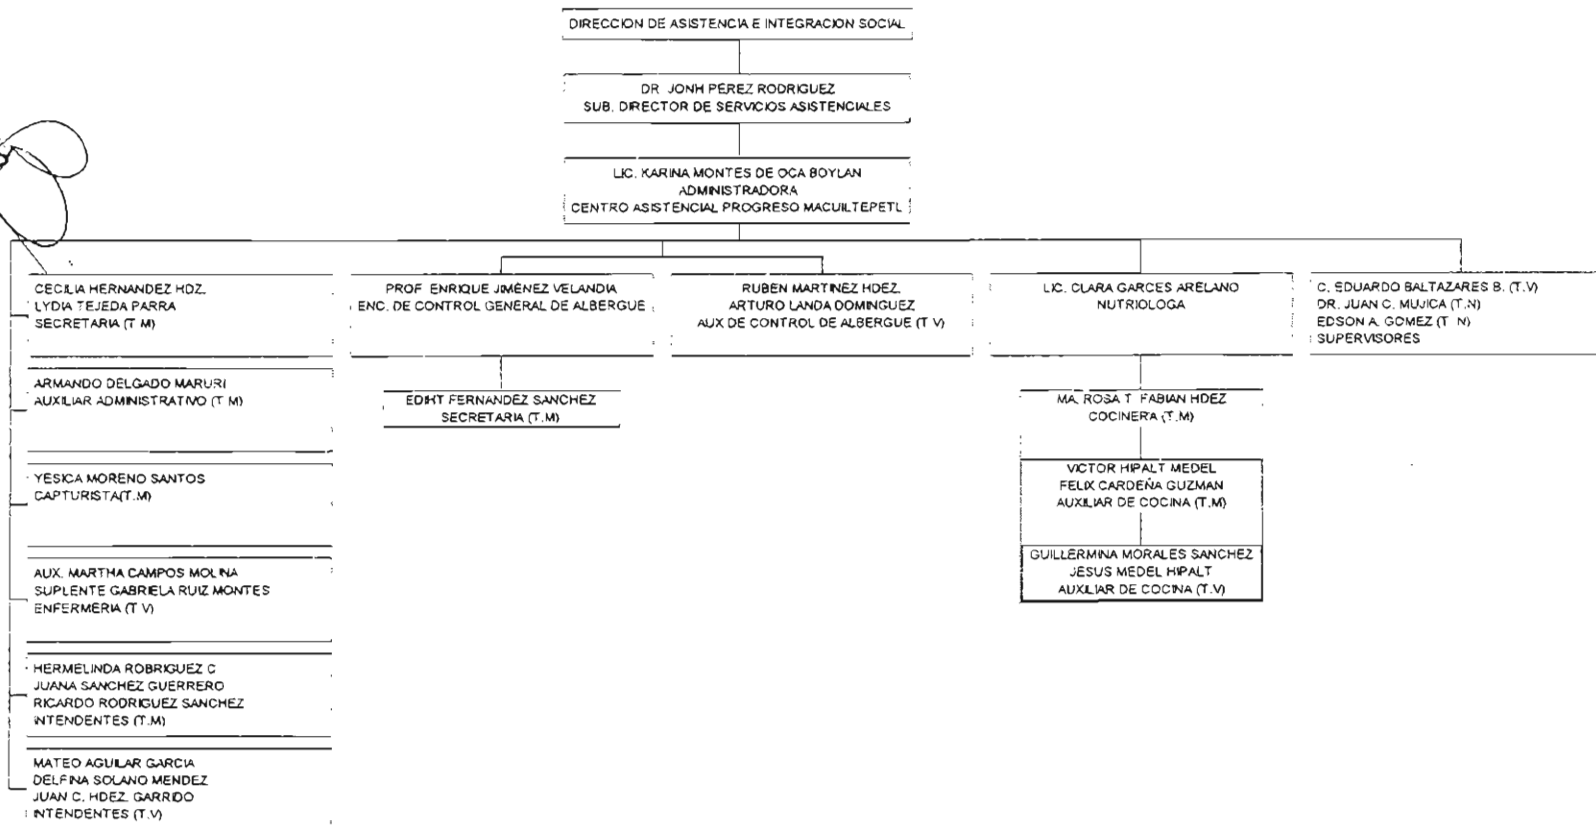 DIRECCION DE ASISTENCIA E INTEGRACION SOCIAL
DR. JONH PEREZ RODRIGUEZ
SUB. DIRECTOR DE SERVICIOS ASISTENCIALES
LIC. KARINA MONTES DE OCA BOYLAN
ADMINISTRADORA
CENTRO ASISTENCIAL PROGRESO MACUILTEPETL
CECILIA HERNANDEZ HDZ.
LYDIA TEJEDA PARRA
SECRETARIA (T M)
ARMANDO DELGADO MARURI
AUXILIAR ADMINISTRATIVO (T M)
YESICA MORENO SANTOS
CAPTURISTA(T.M)
AUX. MARTHA CAMPOS MOLINA
SUPLENTE GABRIELA RUIZ MONTES
ENFERMERIA (T V)
HERMELINDA ROBRIGUEZ C
JUANA SANCHEZ GUERRERO
RICARDO RODRIGUEZ SANCHEZ
INTENDENTES (T.M)
MATEO AGUILAR GARCIA
DELFINA SOLANO MENDEZ
JUAN C. HDEZ. GARRIDO
INTENDENTES (T.V)
PROF ENRIQUE JIMÉNEZ VELANDIA
ENC. DE CONTROL GENERAL DE ALBERGUE
EDIHT FERNANDEZ SANCHEZ
SECRETARIA (T.M)
RUBEN MARTINEZ HDEZ.
ARTURO LANDA DOMINGUEZ
AUX DE CONTROL DE ALBERGUE (T V)
LIC. CLARA GARCES ARELANO
NUTRIOLOGA
MA. ROSA T. FABIAN HDEZ
COCINERA (T.M)
VICTOR HIPALT MEDEL
FELIX CARDEÑA GUZMAN
AUXILIAR DE COCINA (T.M)
GUILLERMINA MORALES SANCHEZ
JESUS MEDEL HIPALT
AUXILIAR DE COCINA (T.V)
C. EDUARDO BALTAZARES B. (T.V)
DR. JUAN C. MUJICA (T.N)
EDSON A. GOMEZ (T N)
SUPERVISORES